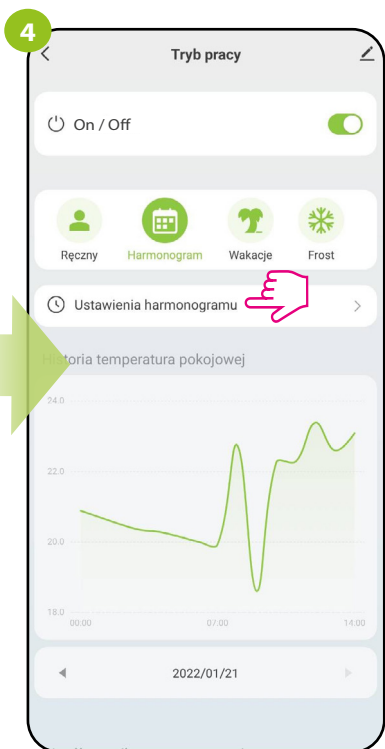 4
Tryb pracy
On / Off
Ręczny Harmonogram Wakacje Frost
Ustawienia harmonogramu
Historia temperatura pokojowej
24.0
22.0
20.0
18.0
00:00 07:00 14:00
2022/01/21